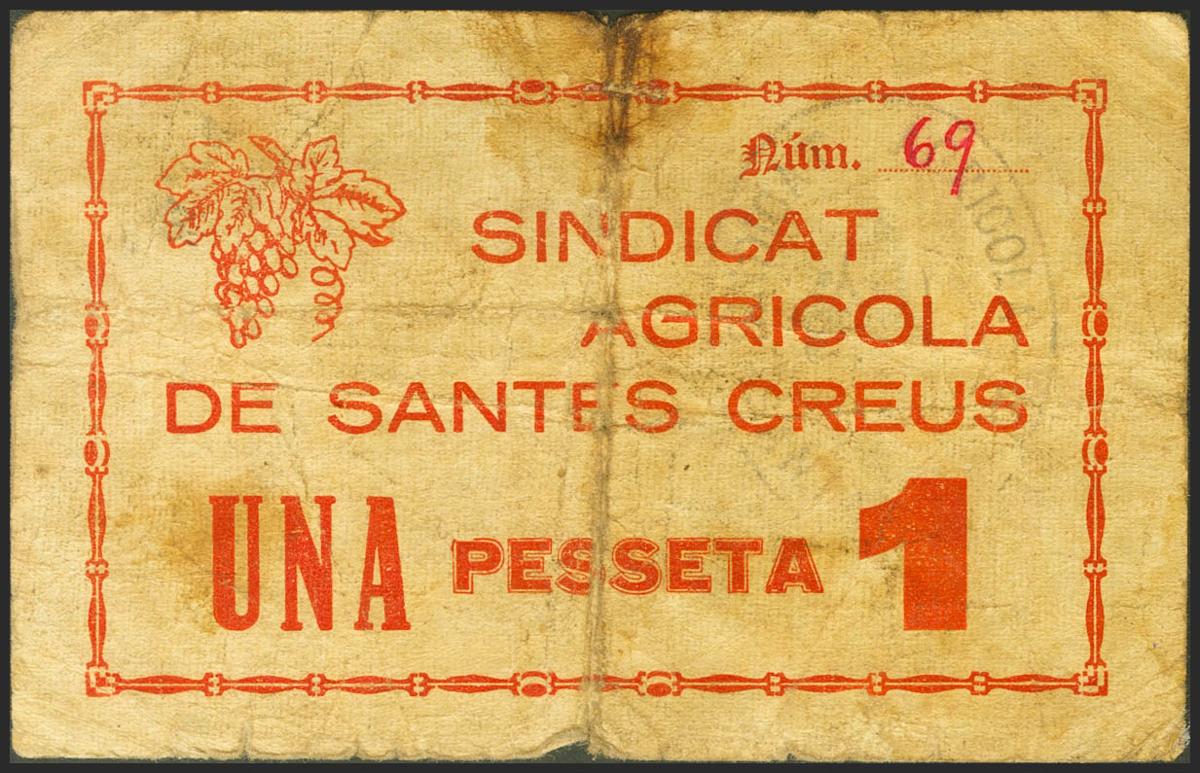 Núm. 69
SINDICAT
AGRICOLA
DE SANTES CREUS
UNA PESSETA 1